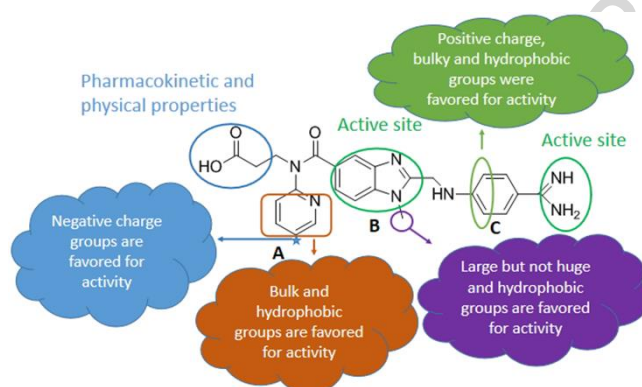 Positive charge,
bulky and hydrophobic
groups were
favored for activity
Pharmacokinetic and
physical properties
Active site
Active site
O
HO
O
N
N
N
N
HN
NH
NH2
A
B
C
Negative charge
groups are
favored for
activity
Bulk and
hydrophobic
groups are favored
for activity
Large but not huge
and hydrophobic
groups are favored
for activity